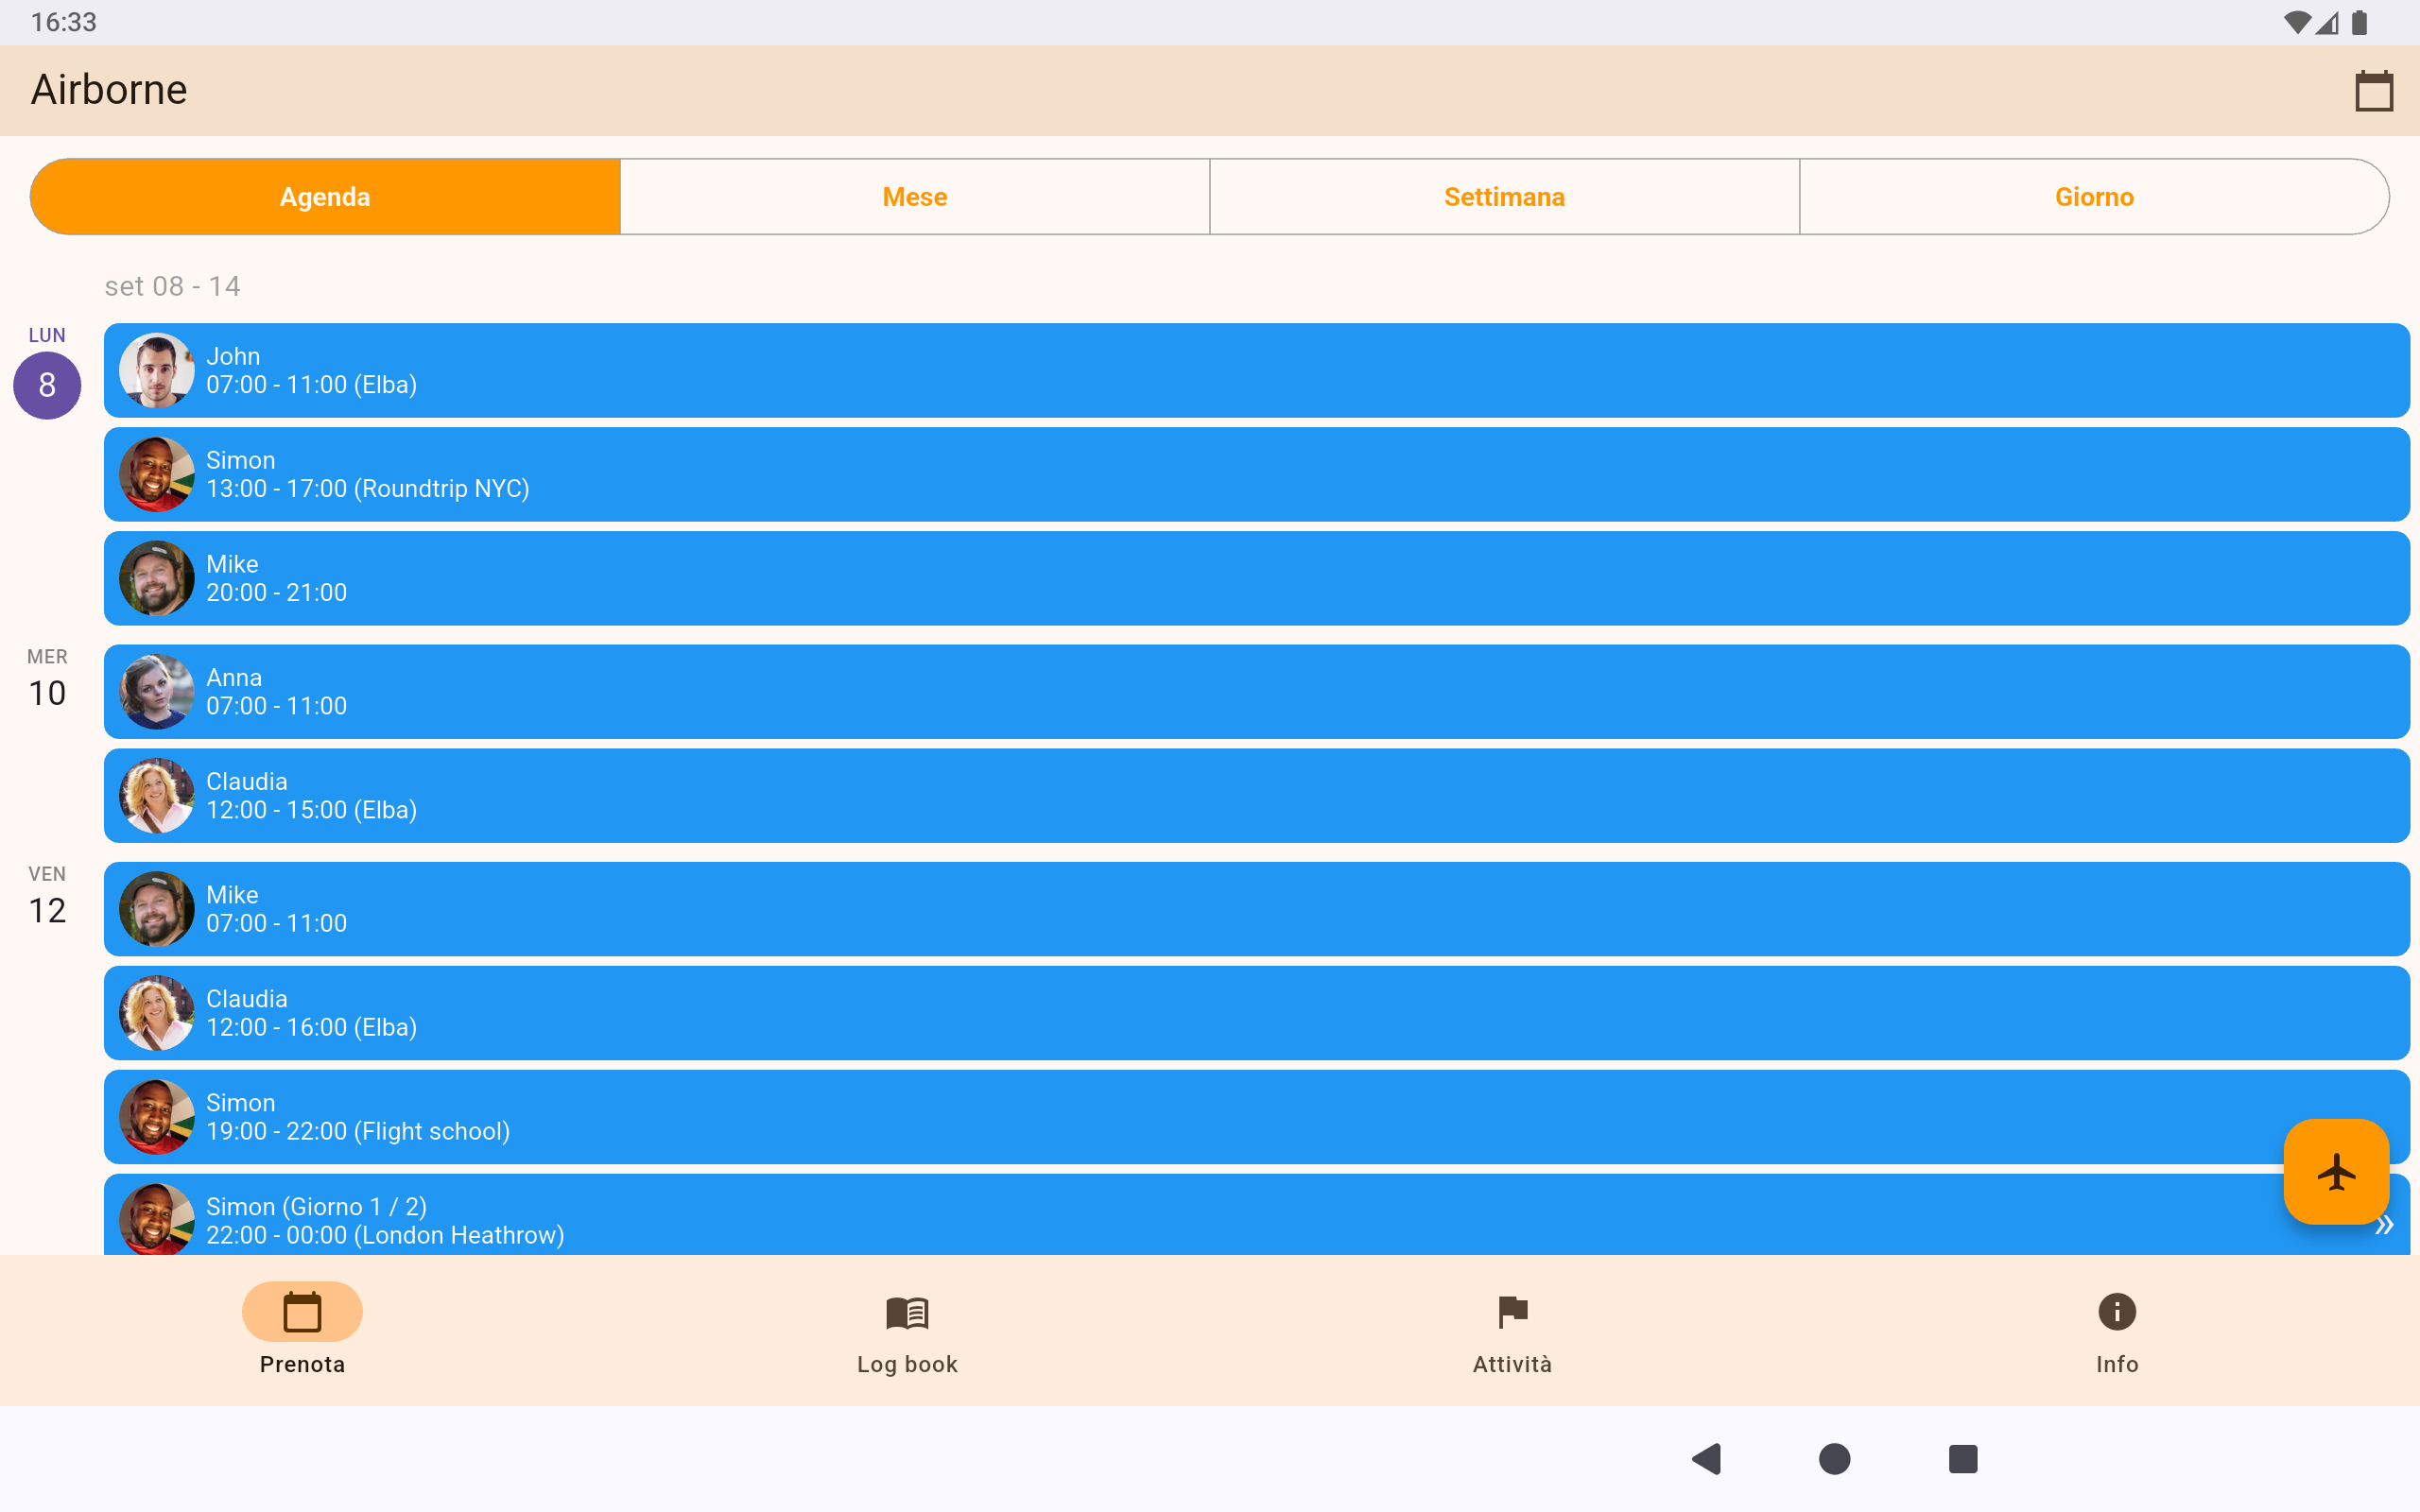 16:33
Airborne
Agenda
Mese
Settimana
Giorno
set 08 - 14
LUN
8
John
07:00 - 11:00 (Elba)
Simon
13:00 - 17:00 (Roundtrip NYC)
Mike
20:00 - 21:00
MER
10
Anna
07:00 - 11:00
Claudia
12:00 - 15:00 (Elba)
VEN
12
Mike
07:00 - 11:00
Claudia
12:00 - 16:00 (Elba)
Simon
19:00 - 22:00 (Flight school)
Simon (Giorno 1 / 2)
22:00 - 00:00 (London Heathrow)
Prenota
Log book
Attività
Info